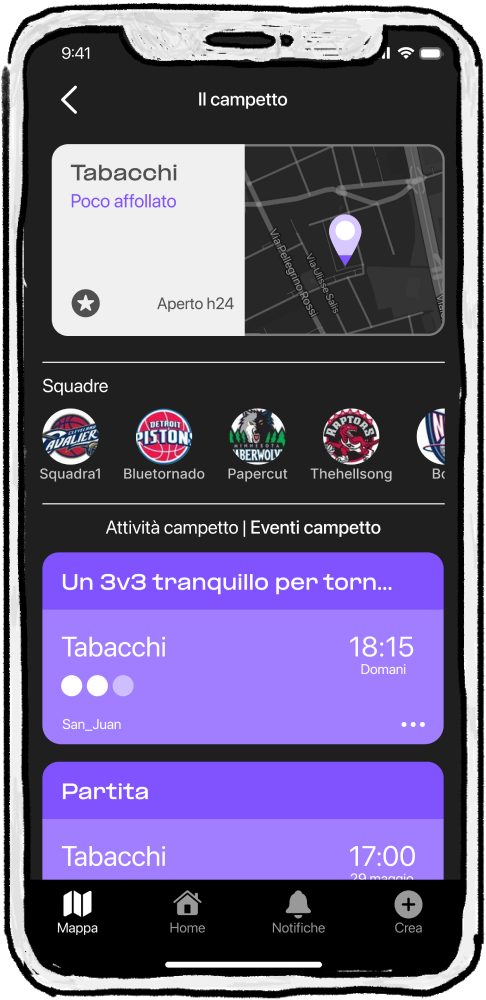 9:41
Il campetto
Tabacchi
Poco affollato
Aperto h24
Via Pellegrino Rossi
Via Ulisse Salis
Via
Squadre
CLEVELAND
CAVALIER
DETROIT
PISTONS
MINNESOTA
RAPTORS
Squadra1
Bluetornado
Papercut
Thehellsong
Attività campetto | Eventi campetto
Un 3v3 tranquillo per torn...
Tabacchi
18:15
Domani
San_Juan
Partita
Tabacchi
17:00
29 maggio
Mappa
Home
Notifiche
Crea